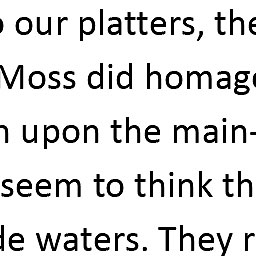 our platters, the
Moss did homage
upon the main-
seem to think th
de waters. They r